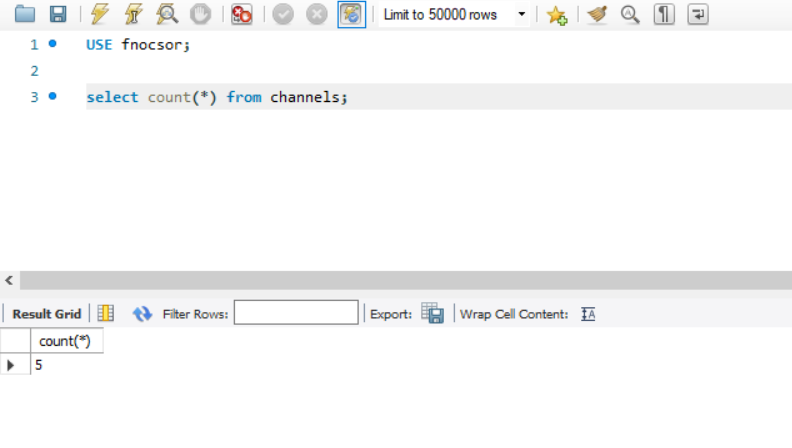 Limit to 50000 rows
1 USE fnocsor;
2
3 select count(*) from channels;
Result Grid Filter Rows: Export: Wrap Cell Content: IA
count(*)
5